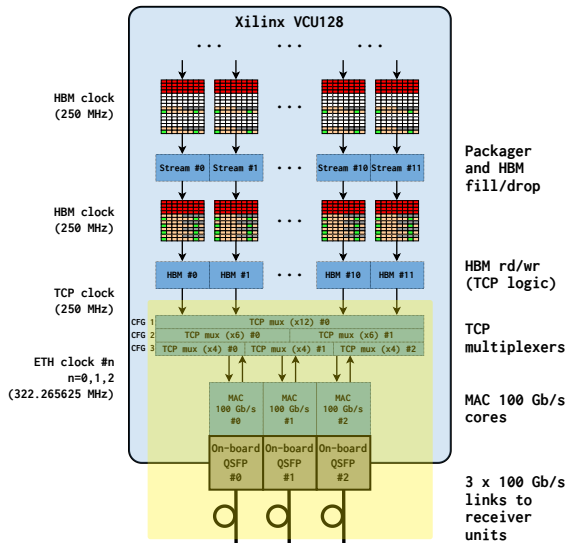 Xilinx VCU128
... ...
HBM clock
(250 MHz)
...
Stream #0 Stream #1 ... Stream #10 Stream #11
Packager
and HBM
fill/drop
HBM clock
(250 MHz)
...
HBM #0 HBM #1 ... HBM #10 HBM #11
HBM rd/wr
(TCP logic)
TCP clock
(250 MHz)
CFG 1 TCP mux (x12) #0
CFG 2 TCP mux (x6) #0 TCP mux (x6) #1
CFG 3 TCP mux (x4) #0 TCP mux (x4) #1 TCP mux (x4) #2
TCP
multiplexers
ETH clock #n
n=0,1,2
(322.265625 MHz)
MAC MAC MAC
100 Gb/s 100 Gb/s 100 Gb/s
#0 #1 #2
MAC 100 Gb/s
cores
On-board On-board On-board
QSFP QSFP QSFP
#0 #1 #2
3 x 100 Gb/s
links to
receiver
units